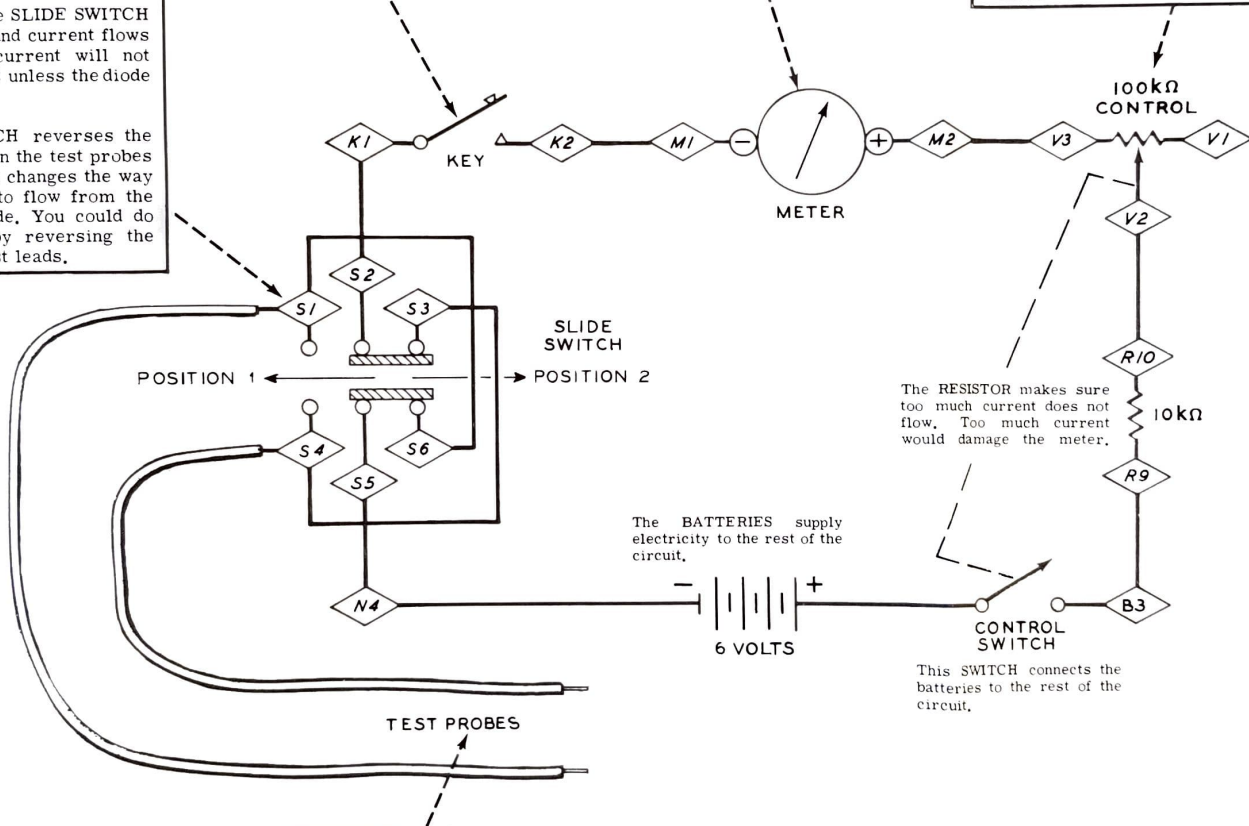 e SLIDE SWITCH
nd current flows
current will not
unless the diode
CH reverses the
n the test probes
changes the way
to flow from the
de. You could do
by reversing the
st leads.
100kΩ
CONTROL
K1
KEY
K2
M1
−
+
M2
V3
V1
METER
V2
S2
S1
S3
SLIDE
SWITCH
POSITION 1
POSITION 2
R10
The RESISTOR makes sure
too much current does not
flow. Too much current
would damage the meter.
10kΩ
S4
S6
S5
R9
The BATTERIES supply
electricity to the rest of the
circuit.
N4
−
+
6 VOLTS
B3
CONTROL
SWITCH
This SWITCH connects the
batteries to the rest of the
circuit.
TEST PROBES